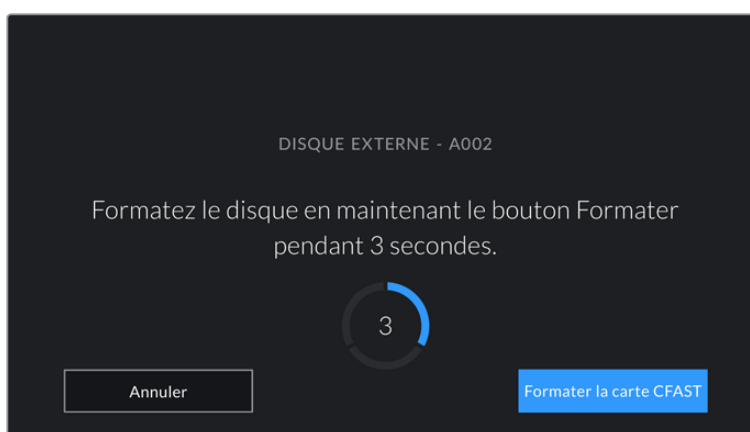 DISQUE EXTERNE - A002
Formatez le disque en maintenant le bouton Formater
pendant 3 secondes.
3
Annuler
Formater la carte CFAST